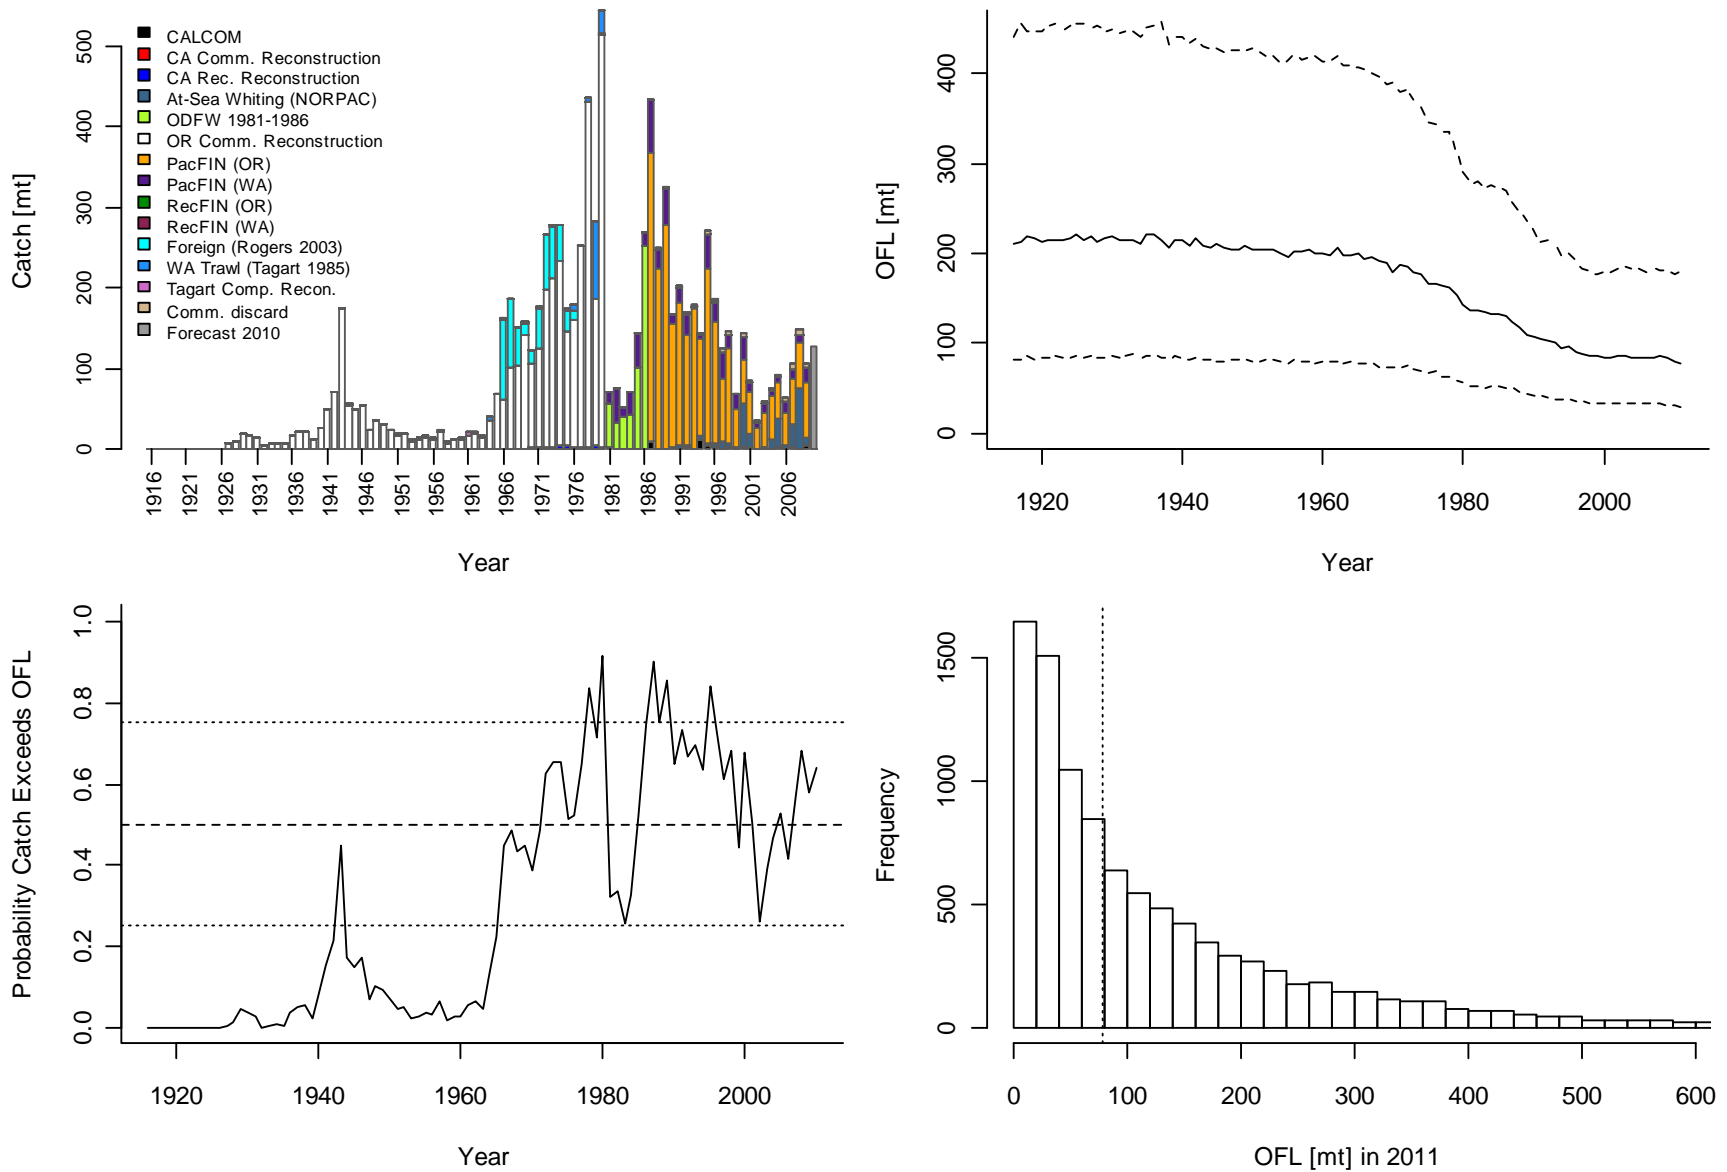 Catch [mt]
500
400
300
200
100
0
CALCOM
CA Comm. Reconstruction
CA Rec. Reconstruction
At-Sea Whiting (NORPAC)
ODFW 1981-1986
OR Comm. Reconstruction
PacFIN (OR)
PacFIN (WA)
RecFIN (OR)
RecFIN (WA)
Foreign (Rogers 2003)
WA Trawl (Tagart 1985)
Tagart Comp. Recon.
Comm. discard
Forecast 2010
1916 1921 1926 1931 1936 1941 1946 1951 1956 1961 1966 1971 1976 1981 1986 1991 1996 2001 2006
Year
OFL [mt]
400
300
200
100
0
1920 1940 1960 1980 2000
Year
Probability Catch Exceeds OFL
1.0
0.8
0.6
0.4
0.2
0.0
1920 1940 1960 1980 2000
Year
Frequency
1500
1000
500
0
0 100 200 300 400 500 600
OFL [mt] in 2011